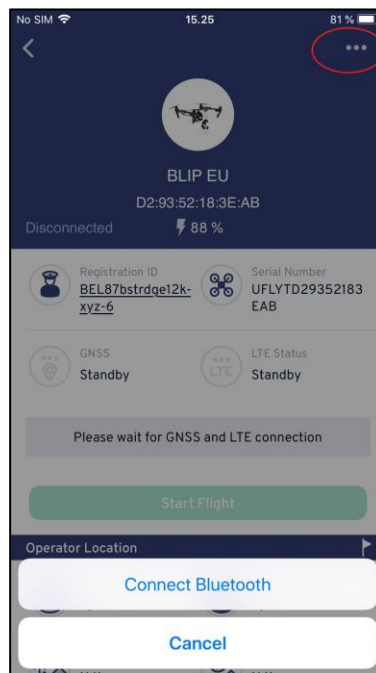 No SIM 15.25 81 %
BLIP EU
D2:93:52:18:3E:AB
Disconnected 88 %
Registration ID
BEL87bstrdge12k-
xyz-6
Serial Number
UFLYTD29352183
EAB
GNSS
Standby
LTE
LTE Status
Standby
Please wait for GNSS and LTE connection
Start Flight
Operator Location
Connect Bluetooth
Cancel